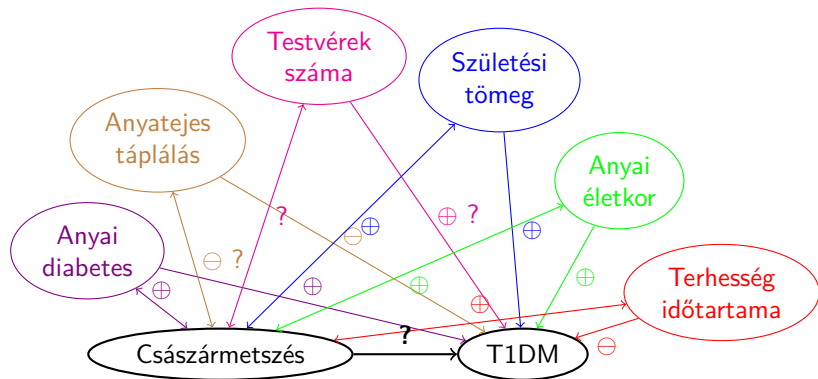 Testvérek
száma
Születési
tömeg
Anyatejes
táplálás
Anyai
életkor
Anyai
diabetes
Terhesség
időtartama
? ⊕ ?
⊖ ⊕ ⊕
⊖ ?
⊕ ⊕ ⊕ ⊕
⊕
? ⊖
Császármetszés
T1DM